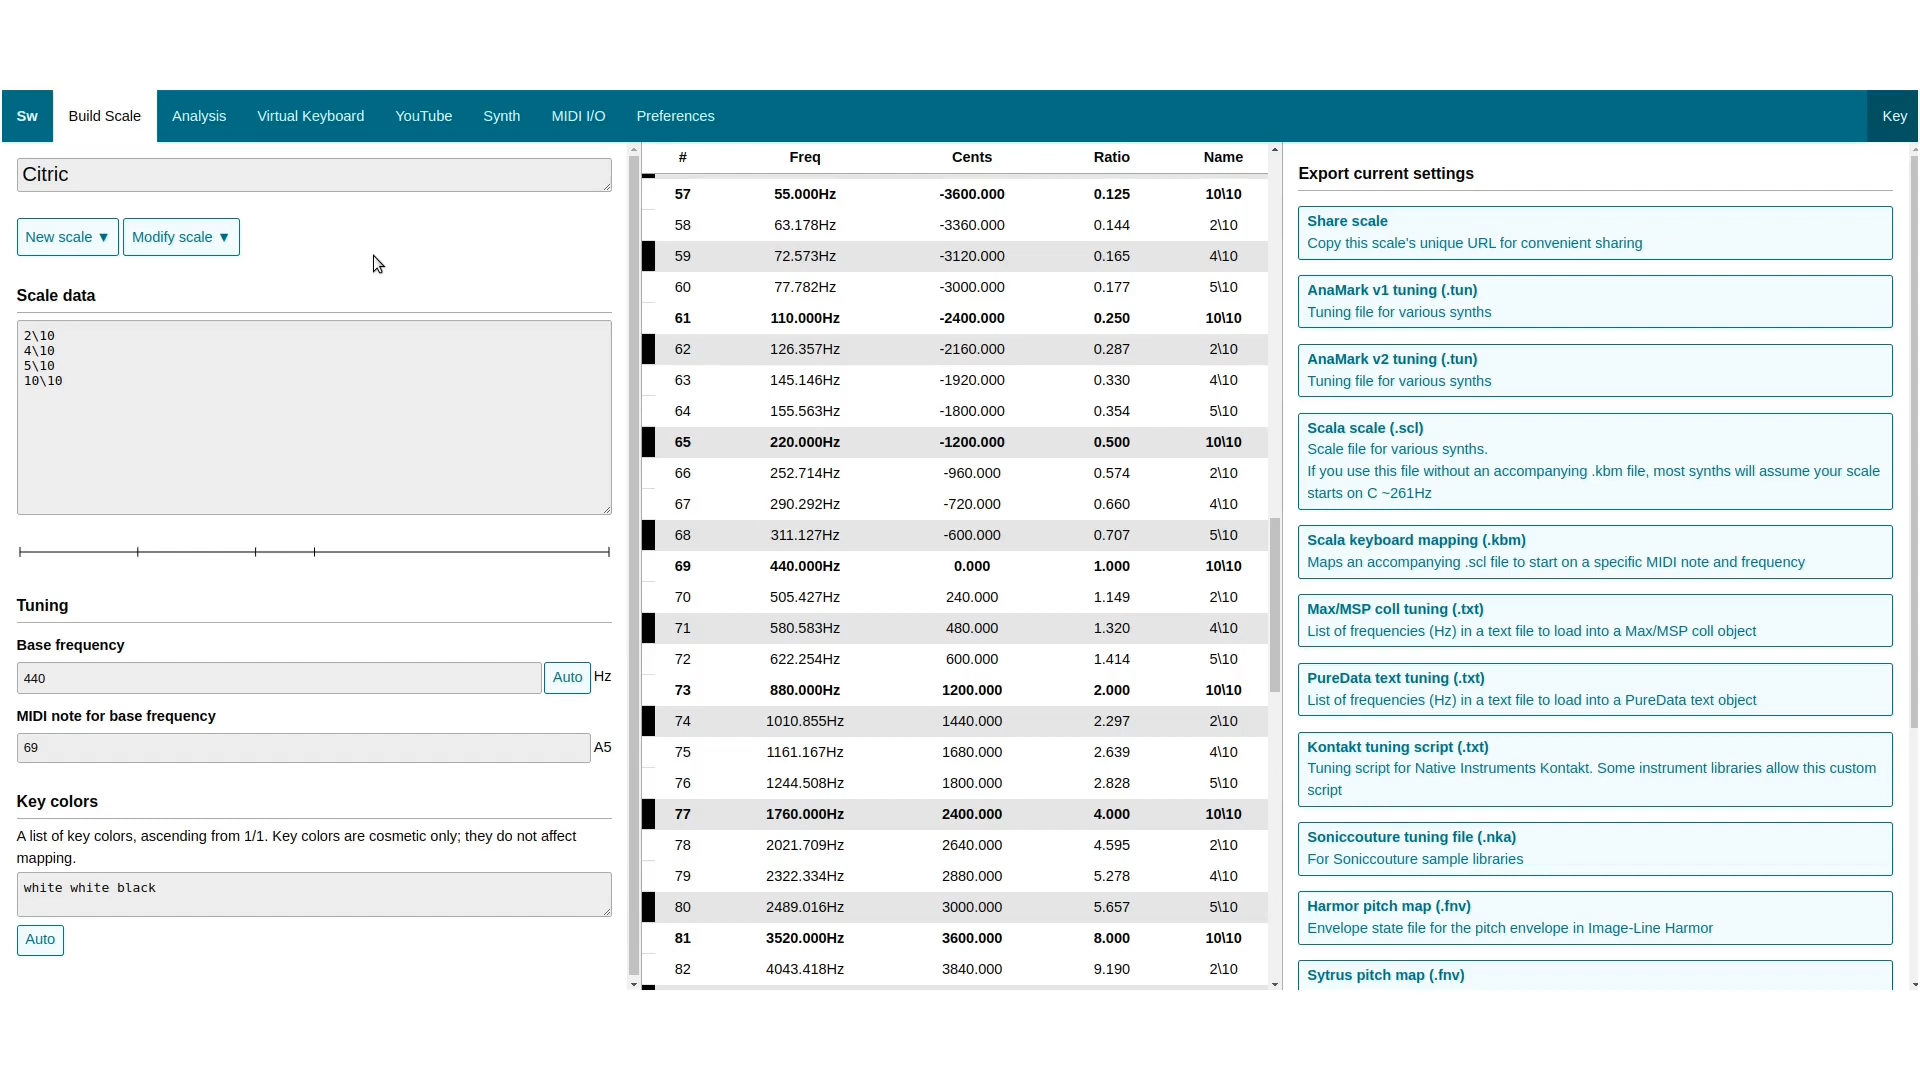 Sw Build Scale Analysis Virtual Keyboard YouTube Synth MIDI I/O Preferences Key
Citric
New scale ▼ Modify scale ▼
Scale data
2\10
4\10
5\10
10\10
Tuning
Base frequency
440 Auto Hz
MIDI note for base frequency
69 A5
Key colors
A list of key colors, ascending from 1/1. Key colors are cosmetic only; they do not affect
mapping.
white white black
Auto
# Freq Cents Ratio Name
57 55.000Hz -3600.000 0.125 10\10
58 63.178Hz -3360.000 0.144 2\10
59 72.573Hz -3120.000 0.165 4\10
60 77.782Hz -3000.000 0.177 5\10
61 110.000Hz -2400.000 0.250 10\10
62 126.357Hz -2160.000 0.287 2\10
63 145.146Hz -1920.000 0.330 4\10
64 155.563Hz -1800.000 0.354 5\10
65 220.000Hz -1200.000 0.500 10\10
66 252.714Hz -960.000 0.574 2\10
67 290.292Hz -720.000 0.660 4\10
68 311.127Hz -600.000 0.707 5\10
69 440.000Hz 0.000 1.000 10\10
70 505.427Hz 240.000 1.149 2\10
71 580.583Hz 480.000 1.320 4\10
72 622.254Hz 600.000 1.414 5\10
73 880.000Hz 1200.000 2.000 10\10
74 1010.855Hz 1440.000 2.297 2\10
75 1161.167Hz 1680.000 2.639 4\10
76 1244.508Hz 1800.000 2.828 5\10
77 1760.000Hz 2400.000 4.000 10\10
78 2021.709Hz 2640.000 4.595 2\10
79 2322.334Hz 2880.000 5.278 4\10
80 2489.016Hz 3000.000 5.657 5\10
81 3520.000Hz 3600.000 8.000 10\10
82 4043.418Hz 3840.000 9.190 2\10
Export current settings
Share scale
Copy this scale's unique URL for convenient sharing
AnaMark v1 tuning (.tun)
Tuning file for various synths
AnaMark v2 tuning (.tun)
Tuning file for various synths
Scala scale (.scl)
Scale file for various synths.
If you use this file without an accompanying .kbm file, most synths will assume your scale
starts on C ~261Hz
Scala keyboard mapping (.kbm)
Maps an accompanying .scl file to start on a specific MIDI note and frequency
Max/MSP coll tuning (.txt)
List of frequencies (Hz) in a text file to load into a Max/MSP coll object
PureData text tuning (.txt)
List of frequencies (Hz) in a text file to load into a PureData text object
Kontakt tuning script (.txt)
Tuning script for Native Instruments Kontakt. Some instrument libraries allow this custom
script
Soniccouture tuning file (.nka)
For Soniccouture sample libraries
Harmor pitch map (.fnv)
Envelope state file for the pitch envelope in Image-Line Harmor
Sytrus pitch map (.fnv)